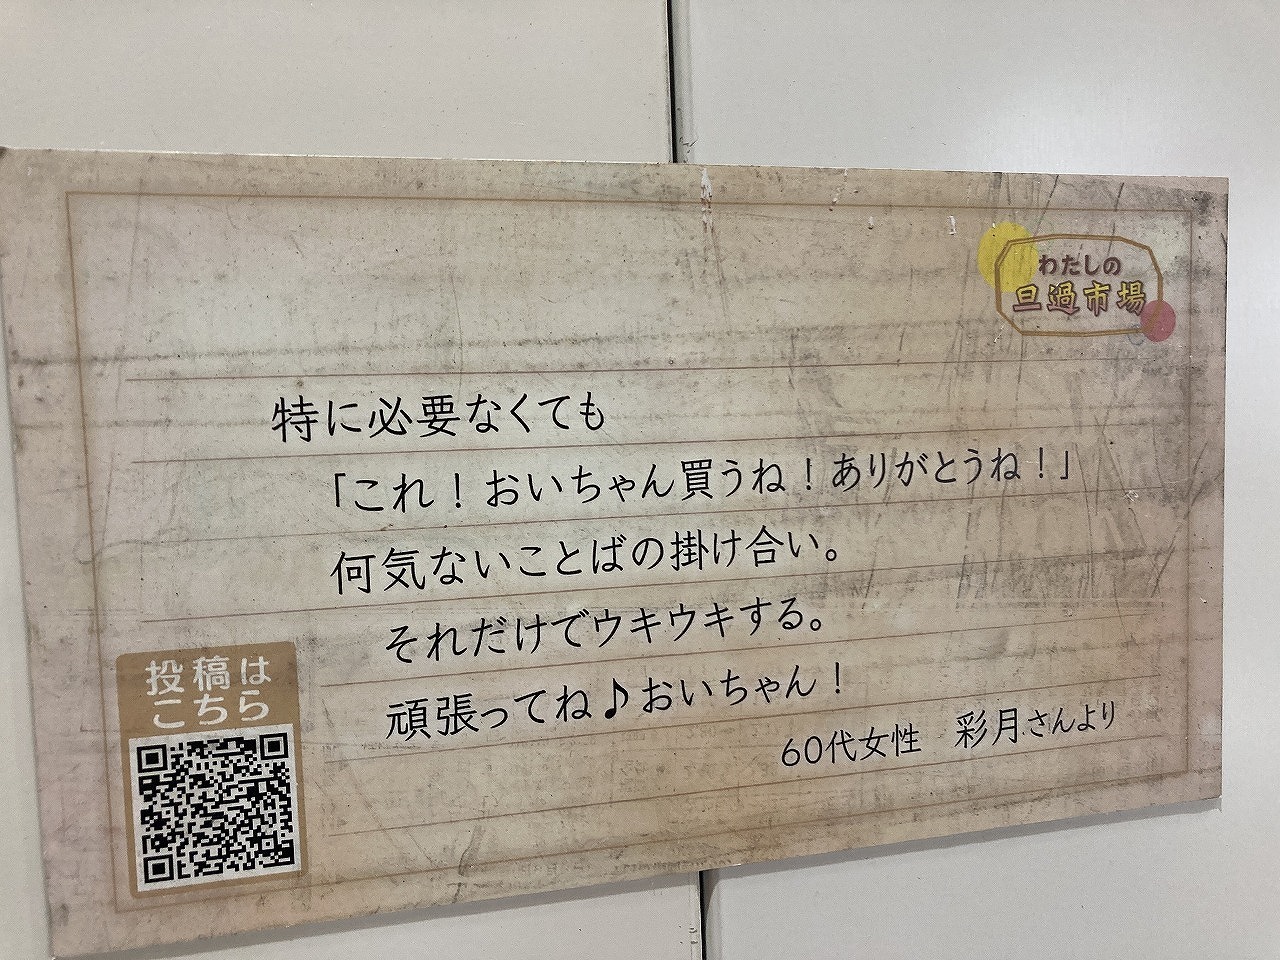 わたしの
旦過市場
特に必要なくても
「これ！おいちゃん買うね！ありがとうね！」
何気ないことばの掛け合い。
それだけでウキウキする。
頑張ってね♪おいちゃん！
60代女性　彩月さんより
投稿は
こちら